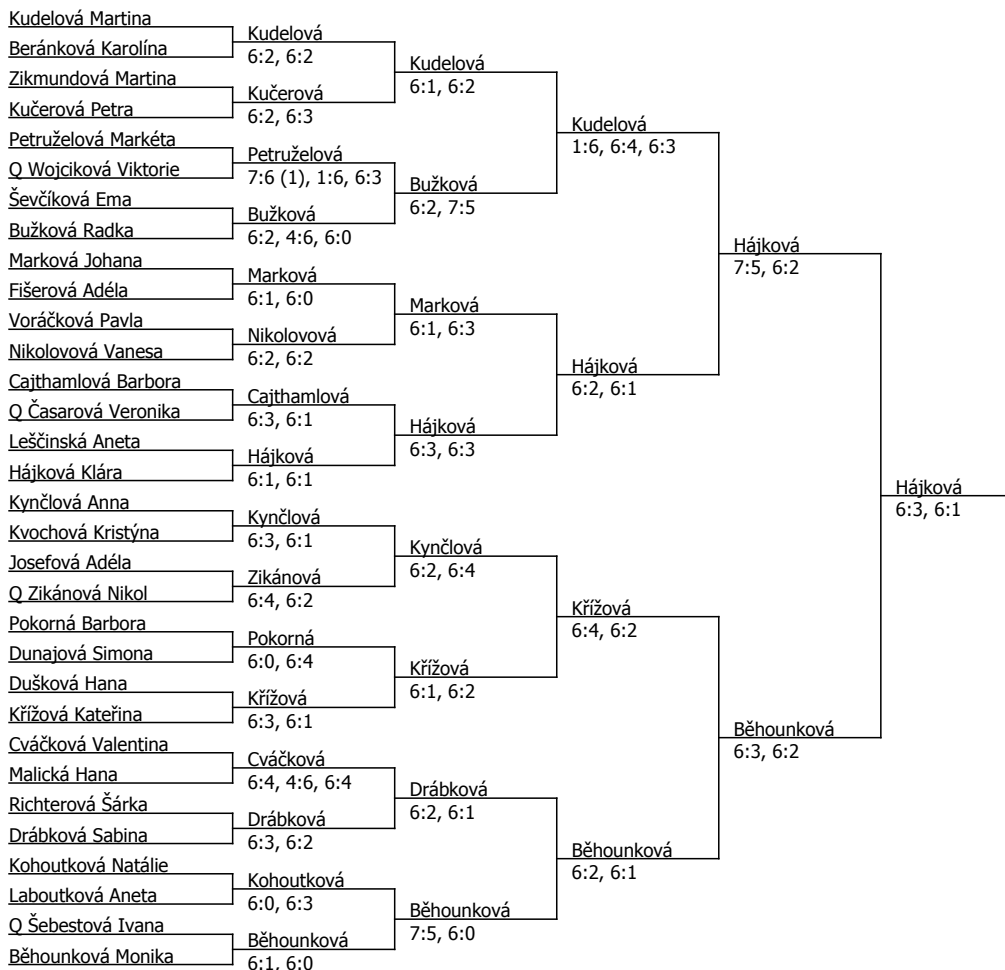 Kudelová Martina
Beránková Karolína
Zikmundová Martina
Kučerová Petra
Petruželová Markéta
Q Wojciková Viktorie
Ševčíková Ema
Bužková Radka
Marková Johana
Fišerová Adéla
Voráčková Pavla
Nikolovová Vanesa
Cajthamlová Barbora
Q Časarová Veronika
Leščinská Aneta
Hájková Klára
Kynčlová Anna
Kvochová Kristýna
Josefová Adéla
Q Zikánová Nikol
Pokorná Barbora
Dunajová Simona
Dušková Hana
Křížová Kateřina
Cváčková Valentina
Malická Hana
Richterová Šárka
Drábková Sabina
Kohoutková Natálie
Laboutková Aneta
Q Šebestová Ivana
Běhounková Monika
Kudelová
6:2, 6:2
Kučerová
6:2, 6:3
Petruželová
7:6 (1), 1:6, 6:3
Bužková
6:2, 4:6, 6:0
Marková
6:1, 6:0
Nikolovová
6:2, 6:2
Cajthamlová
6:3, 6:1
Hájková
6:1, 6:1
Kynčlová
6:3, 6:1
Zikánová
6:4, 6:2
Pokorná
6:0, 6:4
Křížová
6:3, 6:1
Cváčková
6:4, 4:6, 6:4
Drábková
6:3, 6:2
Kohoutková
6:0, 6:3
Běhounková
6:1, 6:0
Kudelová
6:1, 6:2
Bužková
6:2, 7:5
Marková
6:1, 6:3
Hájková
6:3, 6:3
Kynčlová
6:2, 6:4
Křížová
6:1, 6:2
Drábková
6:2, 6:1
Běhounková
7:5, 6:0
Kudelová
1:6, 6:4, 6:3
Hájková
6:2, 6:1
Křížová
6:4, 6:2
Běhounková
6:2, 6:1
Hájková
7:5, 6:2
Běhounková
6:3, 6:2
Hájková
6:3, 6:1